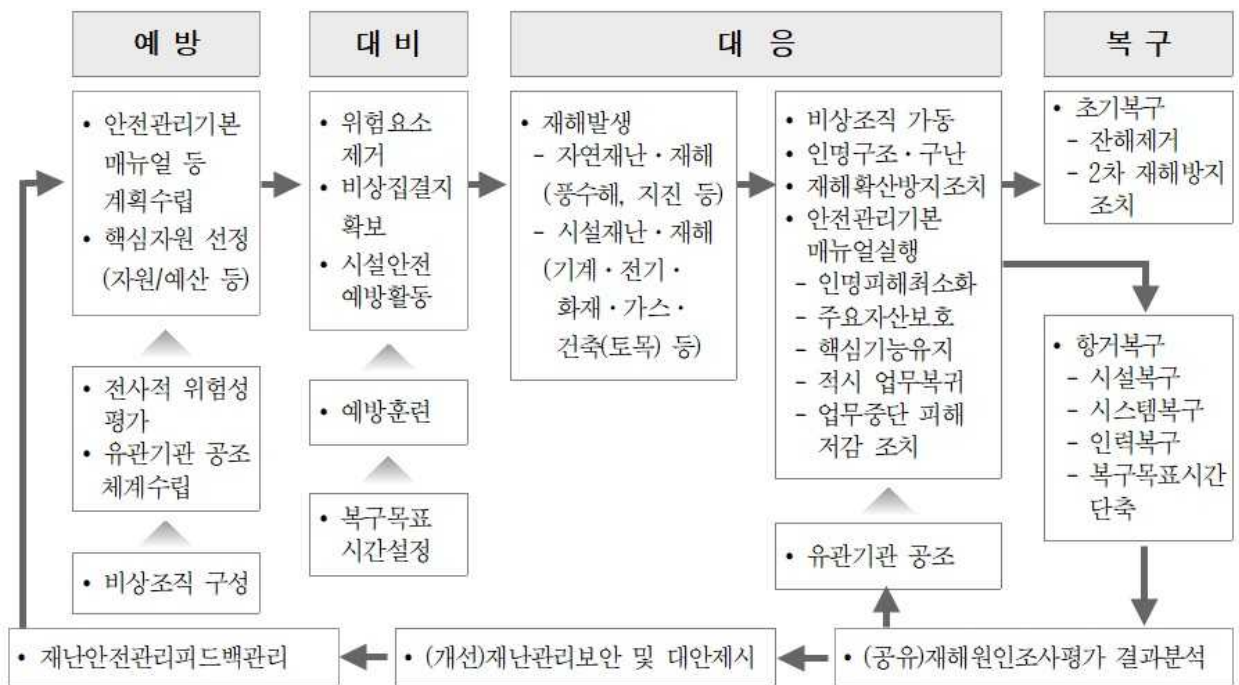 예 방
대 비
대 응
복 구
• 안전관리기본
매뉴얼 등
계획수립
• 핵심자원 선정
(자원/예산 등)
• 전사적 위험성
평가
• 유관기관 공조
체계수립
• 비상조직 구성
• 위험요소
제거
• 비상집결지
확보
• 시설안전
예방활동
• 예방훈련
• 복구목표
시간설정
• 재해발생
- 자연재난·재해
(풍수해, 지진 등)
- 시설재난·재해
(기계·전기·
화재·가스·
건축(토목) 등)
• 비상조직 가동
• 인명구조·구난
• 재해확산방지조치
• 안전관리기본
매뉴얼실행
- 인명피해최소화
- 주요자산보호
- 핵심기능유지
- 적시 업무복귀
- 업무중단 피해
저감 조치
• 유관기관 공조
• 초기복구
- 잔해제거
- 2차 재해방지
조치
• 항거복구
- 시설복구
- 시스템복구
- 인력복구
- 복구목표시간
단축
• 재난안전관리피드백관리
• (개선)재난관리보안 및 대안제시
• (공유)재해원인조사평가 결과분석